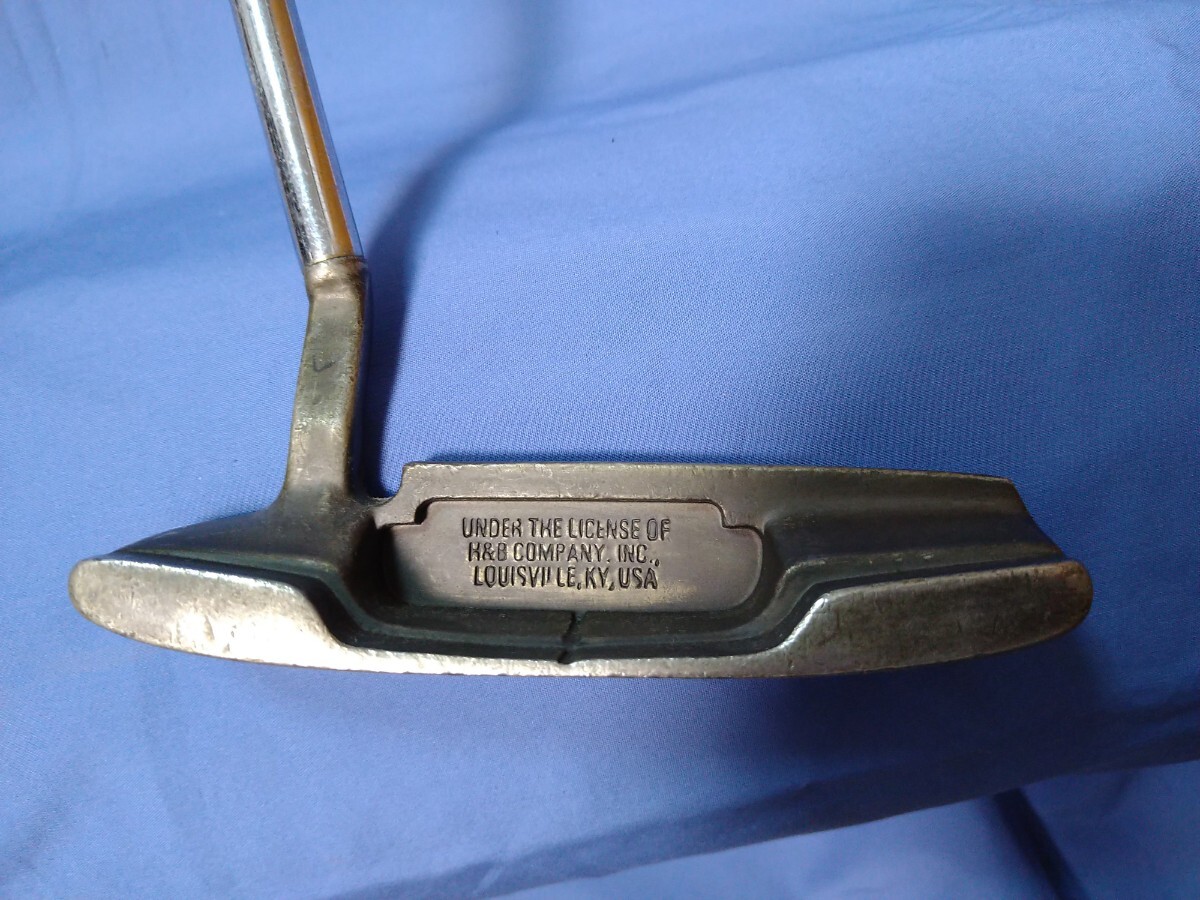 UNDER THE LICENSE OF
H&B COMPANY. INC.,
LOUISVILLE, KY, USA